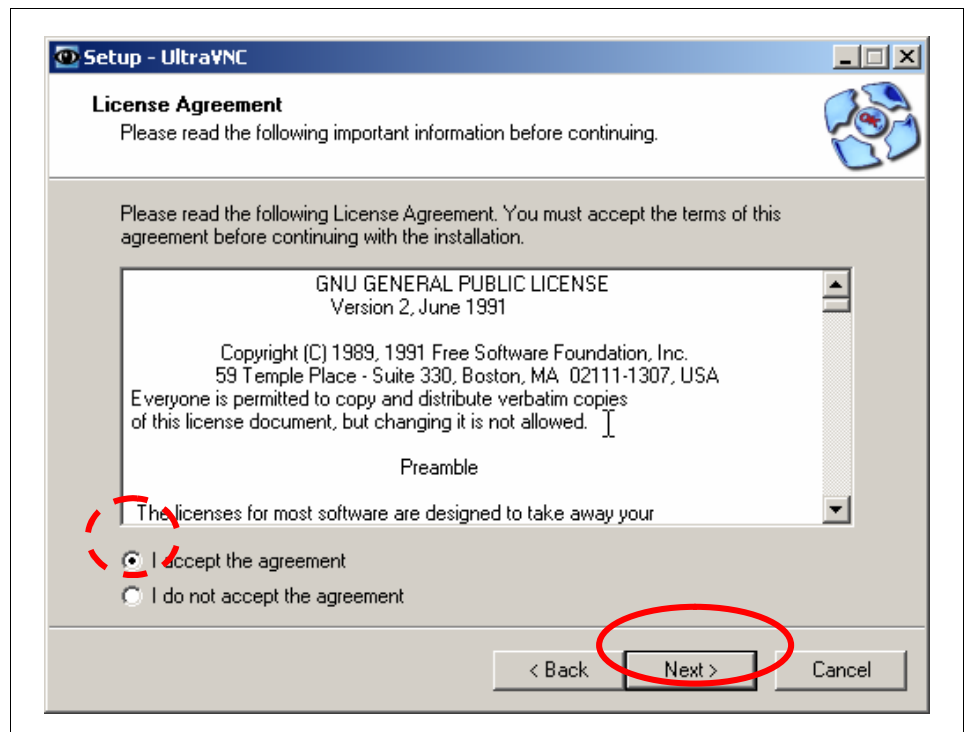 Setup - UltraVNC
License Agreement
Please read the following important information before continuing.
Please read the following License Agreement. You must accept the terms of this
agreement before continuing with the installation.
GNU GENERAL PUBLIC LICENSE
Version 2, June 1991
Copyright (C) 1989, 1991 Free Software Foundation, Inc.
59 Temple Place - Suite 330, Boston, MA 02111-1307, USA
Everyone is permitted to copy and distribute verbatim copies
of this license document, but changing it is not allowed.
Preamble
The licenses for most software are designed to take away your
I accept the agreement
I do not accept the agreement
< Back
Next >
Cancel